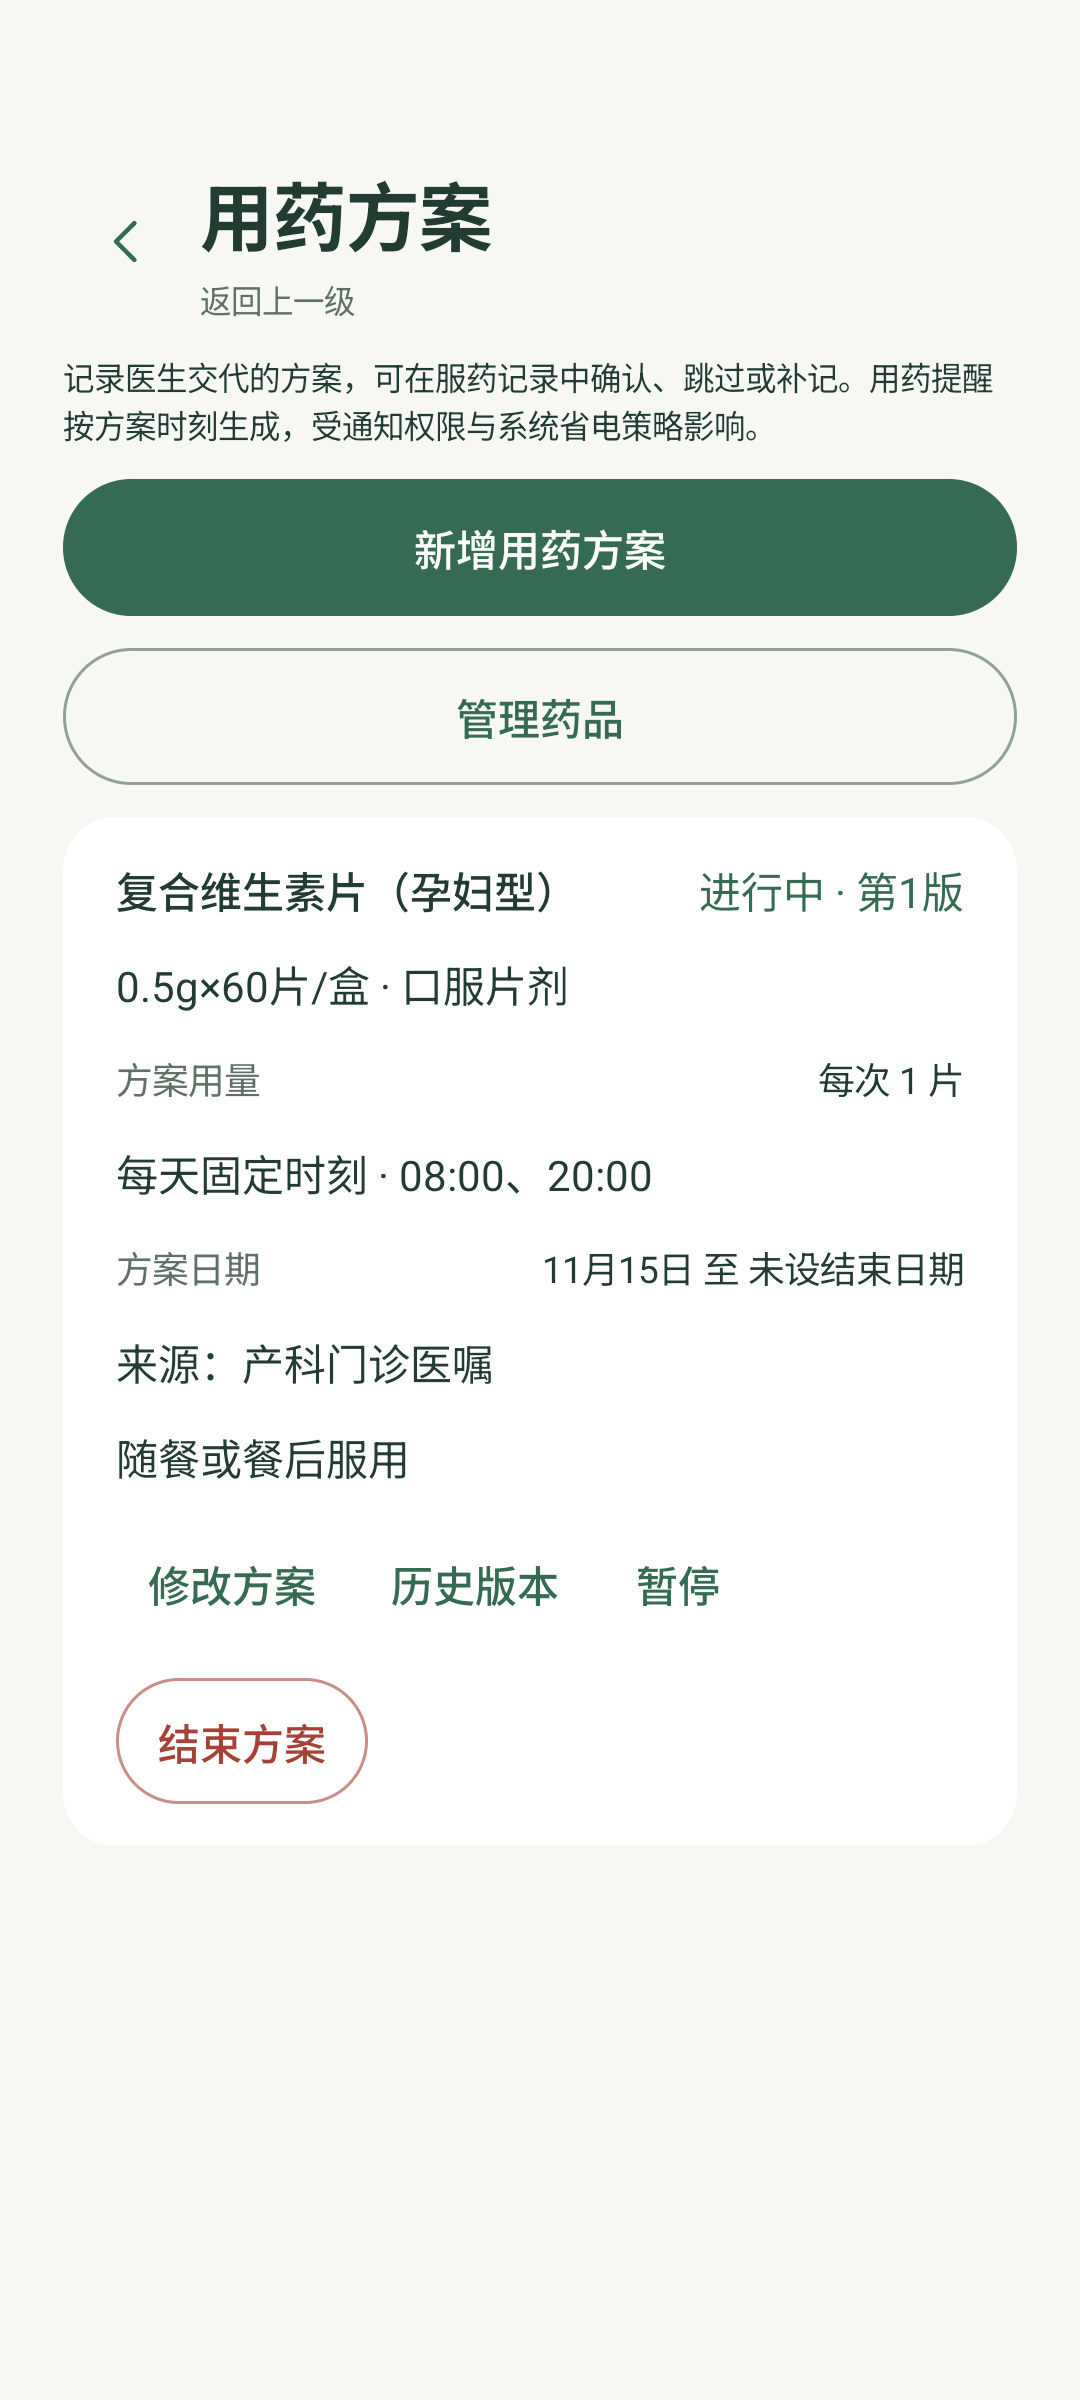 用药方案
返回上一级
记录医生交代的方案，可在服药记录中确认、跳过或补记。用药提醒
按方案时刻生成，受通知权限与系统省电策略影响。
新增用药方案
管理药品
复合维生素片（孕妇型） 进行中 · 第1版
0.5g×60片/盒 · 口服片剂
方案用量 每次 1 片
每天固定时刻 · 08:00、20:00
方案日期 11月15日 至 未设结束日期
来源：产科门诊医嘱
随餐或餐后服用
修改方案 历史版本 暂停
结束方案